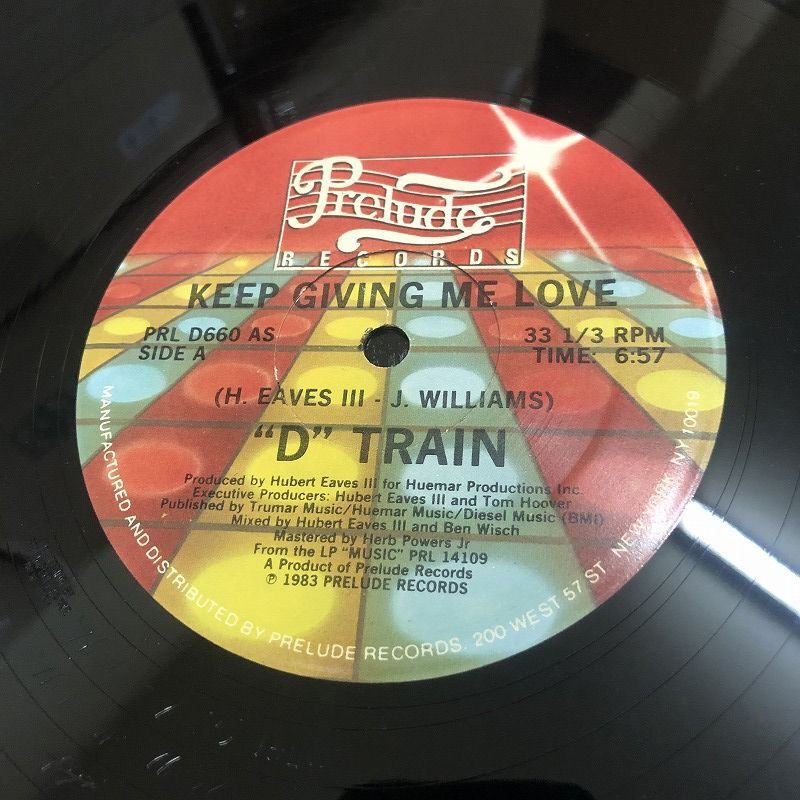 Prelude
RECORDS
KEEP GIVING ME LOVE
PRL D660 AS
SIDE A
33 1/3 RPM
TIME: 6:57
(H. EAVES III - J. WILLIAMS)
"D" TRAIN
Produced by Hubert Eaves III for Huemar Productions Inc.
Executive Producers: Hubert Eaves III and Tom Hoover
Published by Trumar Music/Huemar Music/Diesel Music (BMI)
Mixed by Hubert Eaves III and Ben Wisch
Mastered by Herb Powers Jr
From the LP "MUSIC" PRL 14109
A Product of Prelude Records
℗ 1983 PRELUDE RECORDS
MANUFACTURED AND DISTRIBUTED BY PRELUDE RECORDS, 200 WEST 57 ST NEW YORK NY 10019